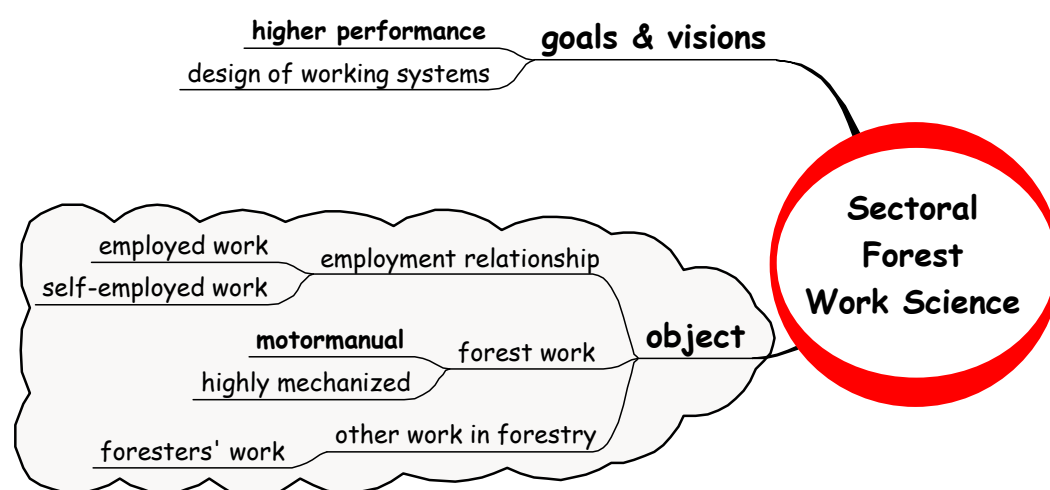 higher performance
goals & visions
design of working systems
Sectoral
Forest
Work Science
employed work
employment relationship
self-employed work
object
motormanual
forest work
highly mechanized
other work in forestry
foresters' work